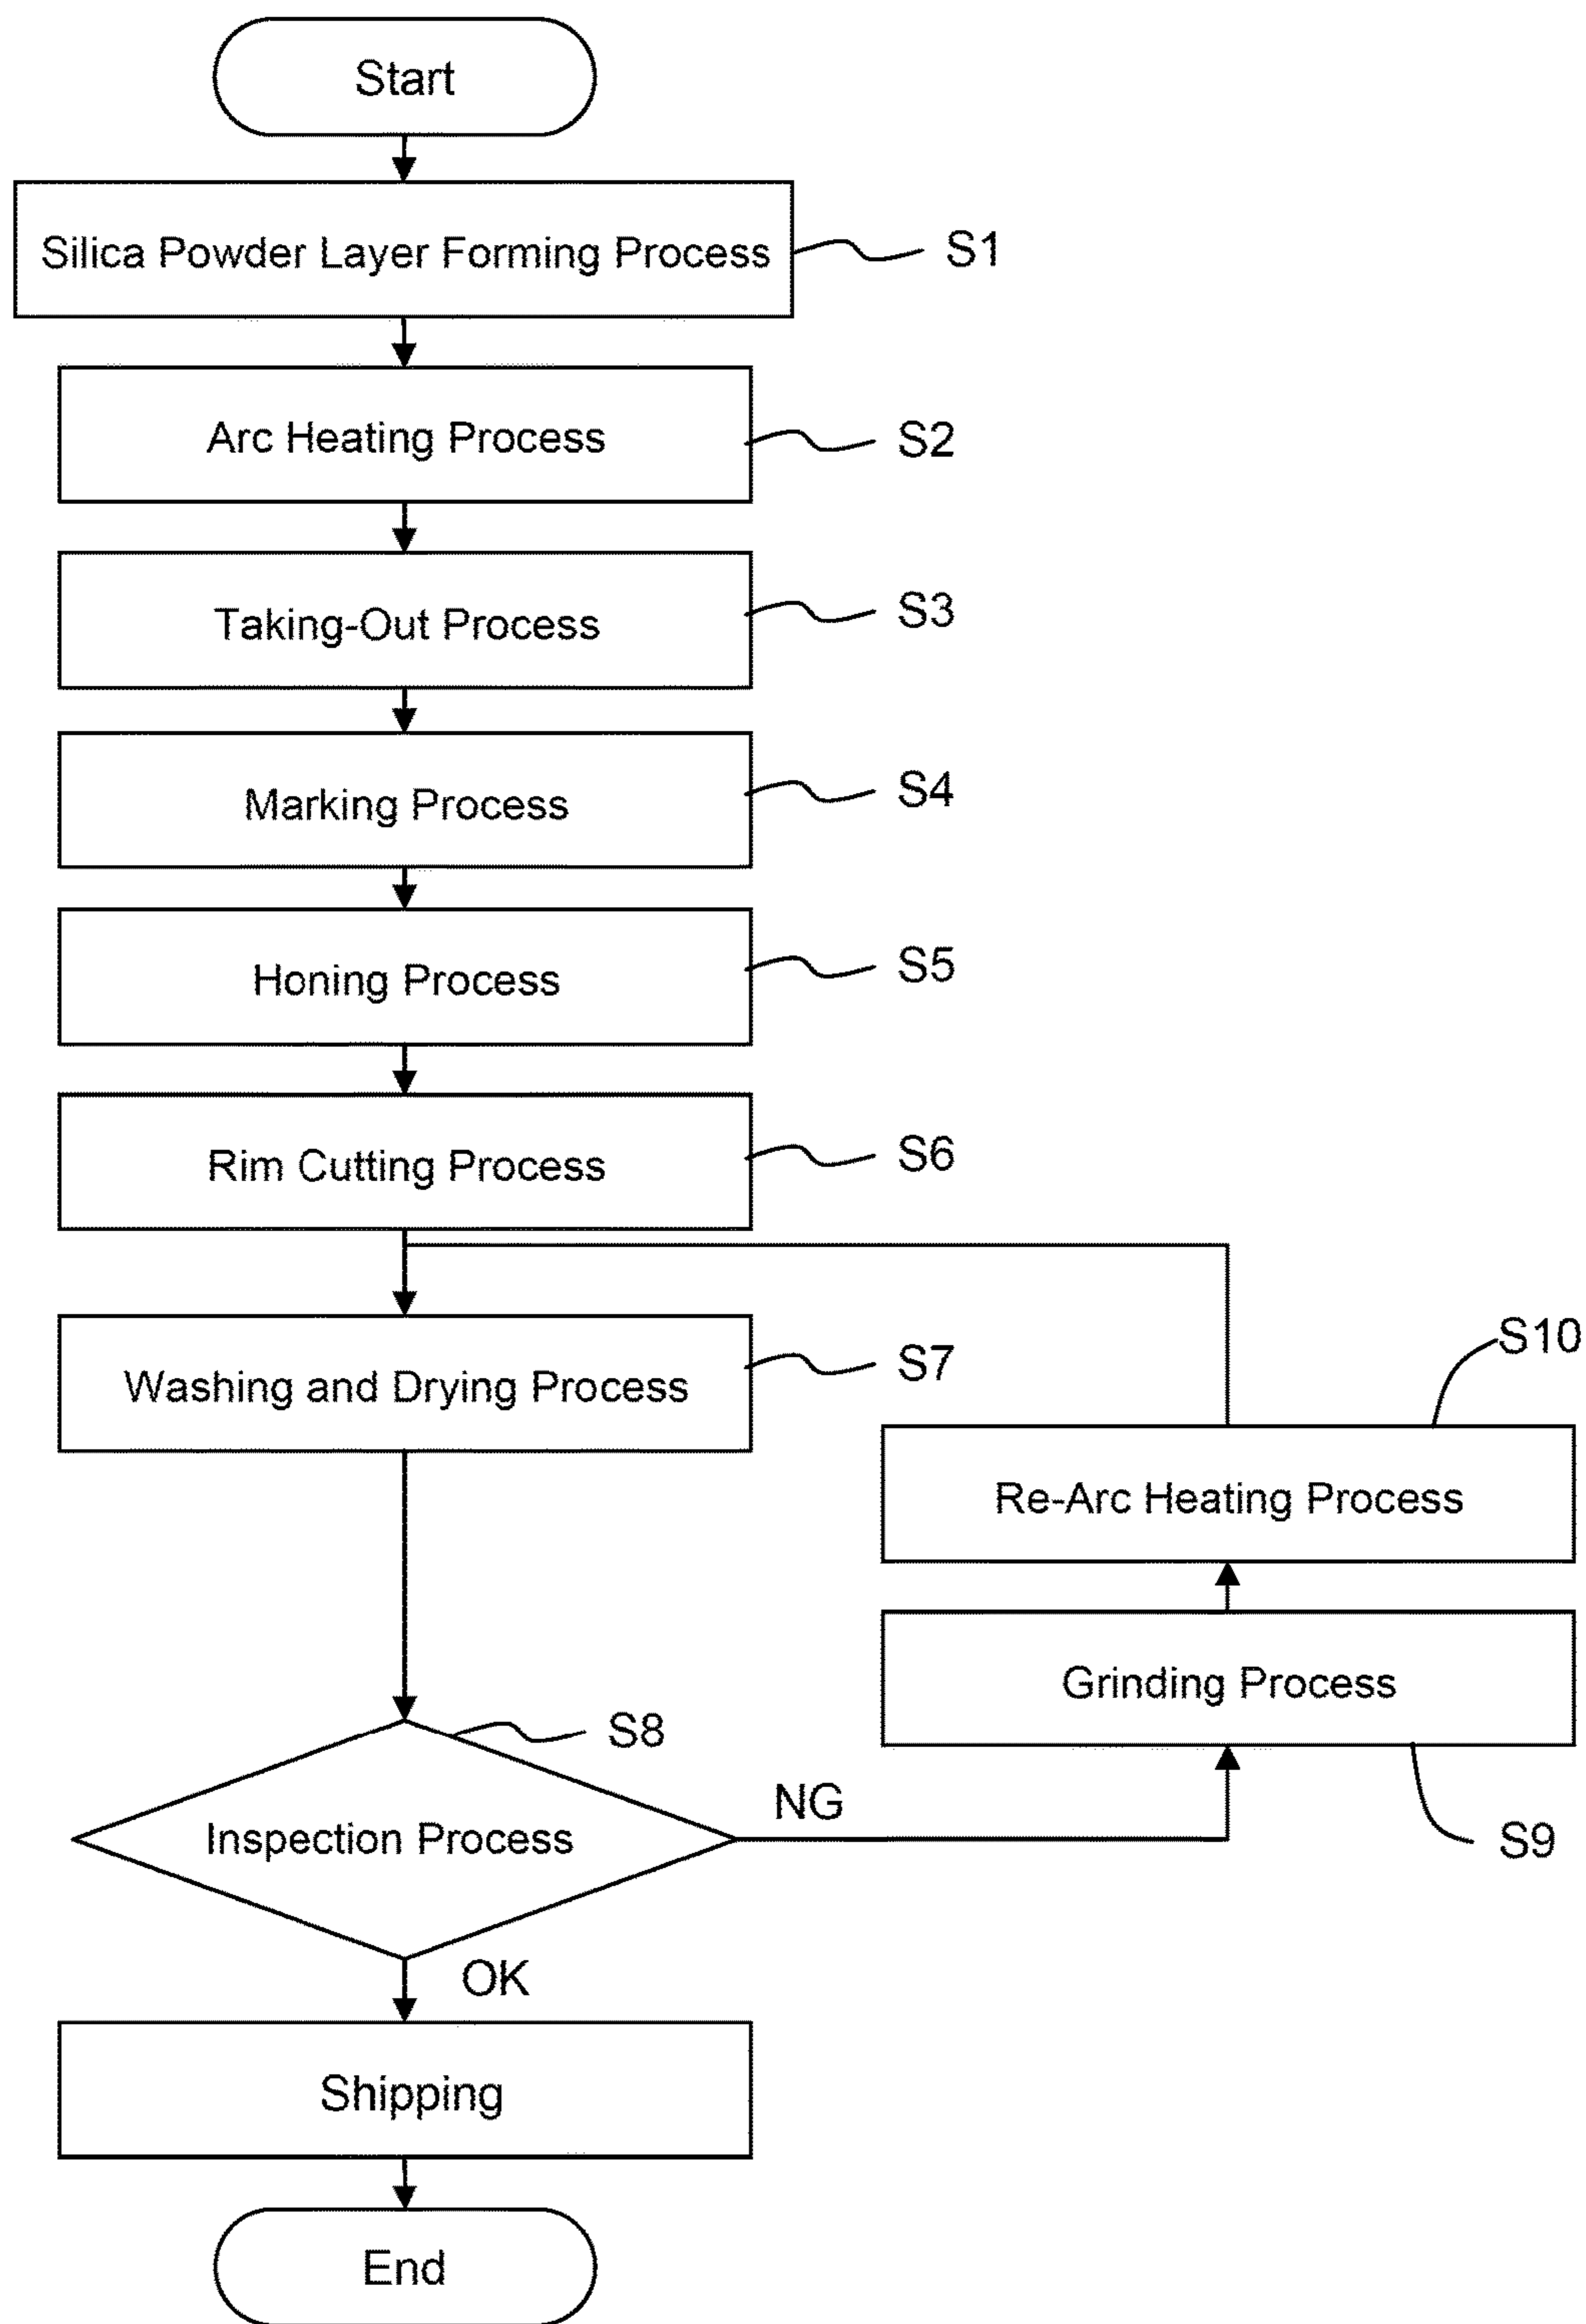 Start
Silica Powder Layer Forming Process
S1
Arc Heating Process
S2
Taking-Out Process
S3
Marking Process
S4
Honing Process
S5
Rim Cutting Process
S6
Washing and Drying Process
S7
S10
Re-Arc Heating Process
Grinding Process
S9
S8
Inspection Process
NG
OK
Shipping
End